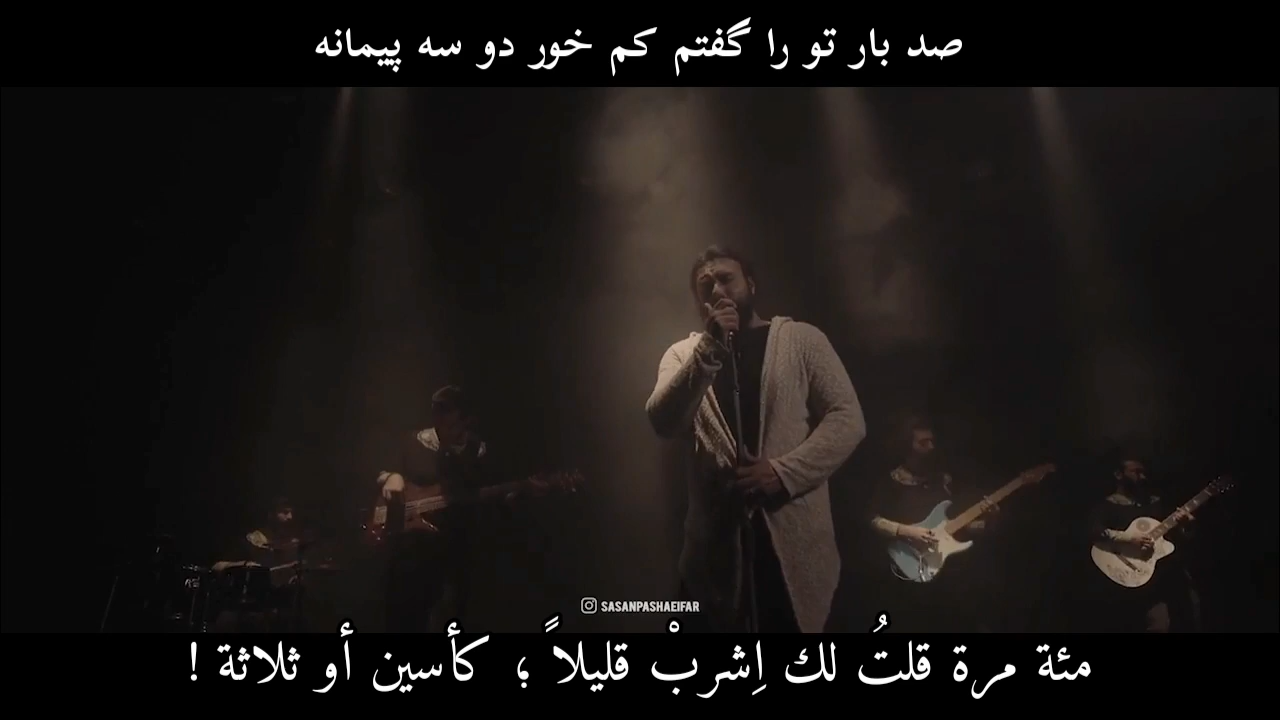 صد بار تو را گفتم کم خور دو سه پیمانه
SASANPASHAEIFAR
مئة مرة قلتُ لك اِشربْ قليلاً ؛ كأسين أو ثلاثة !